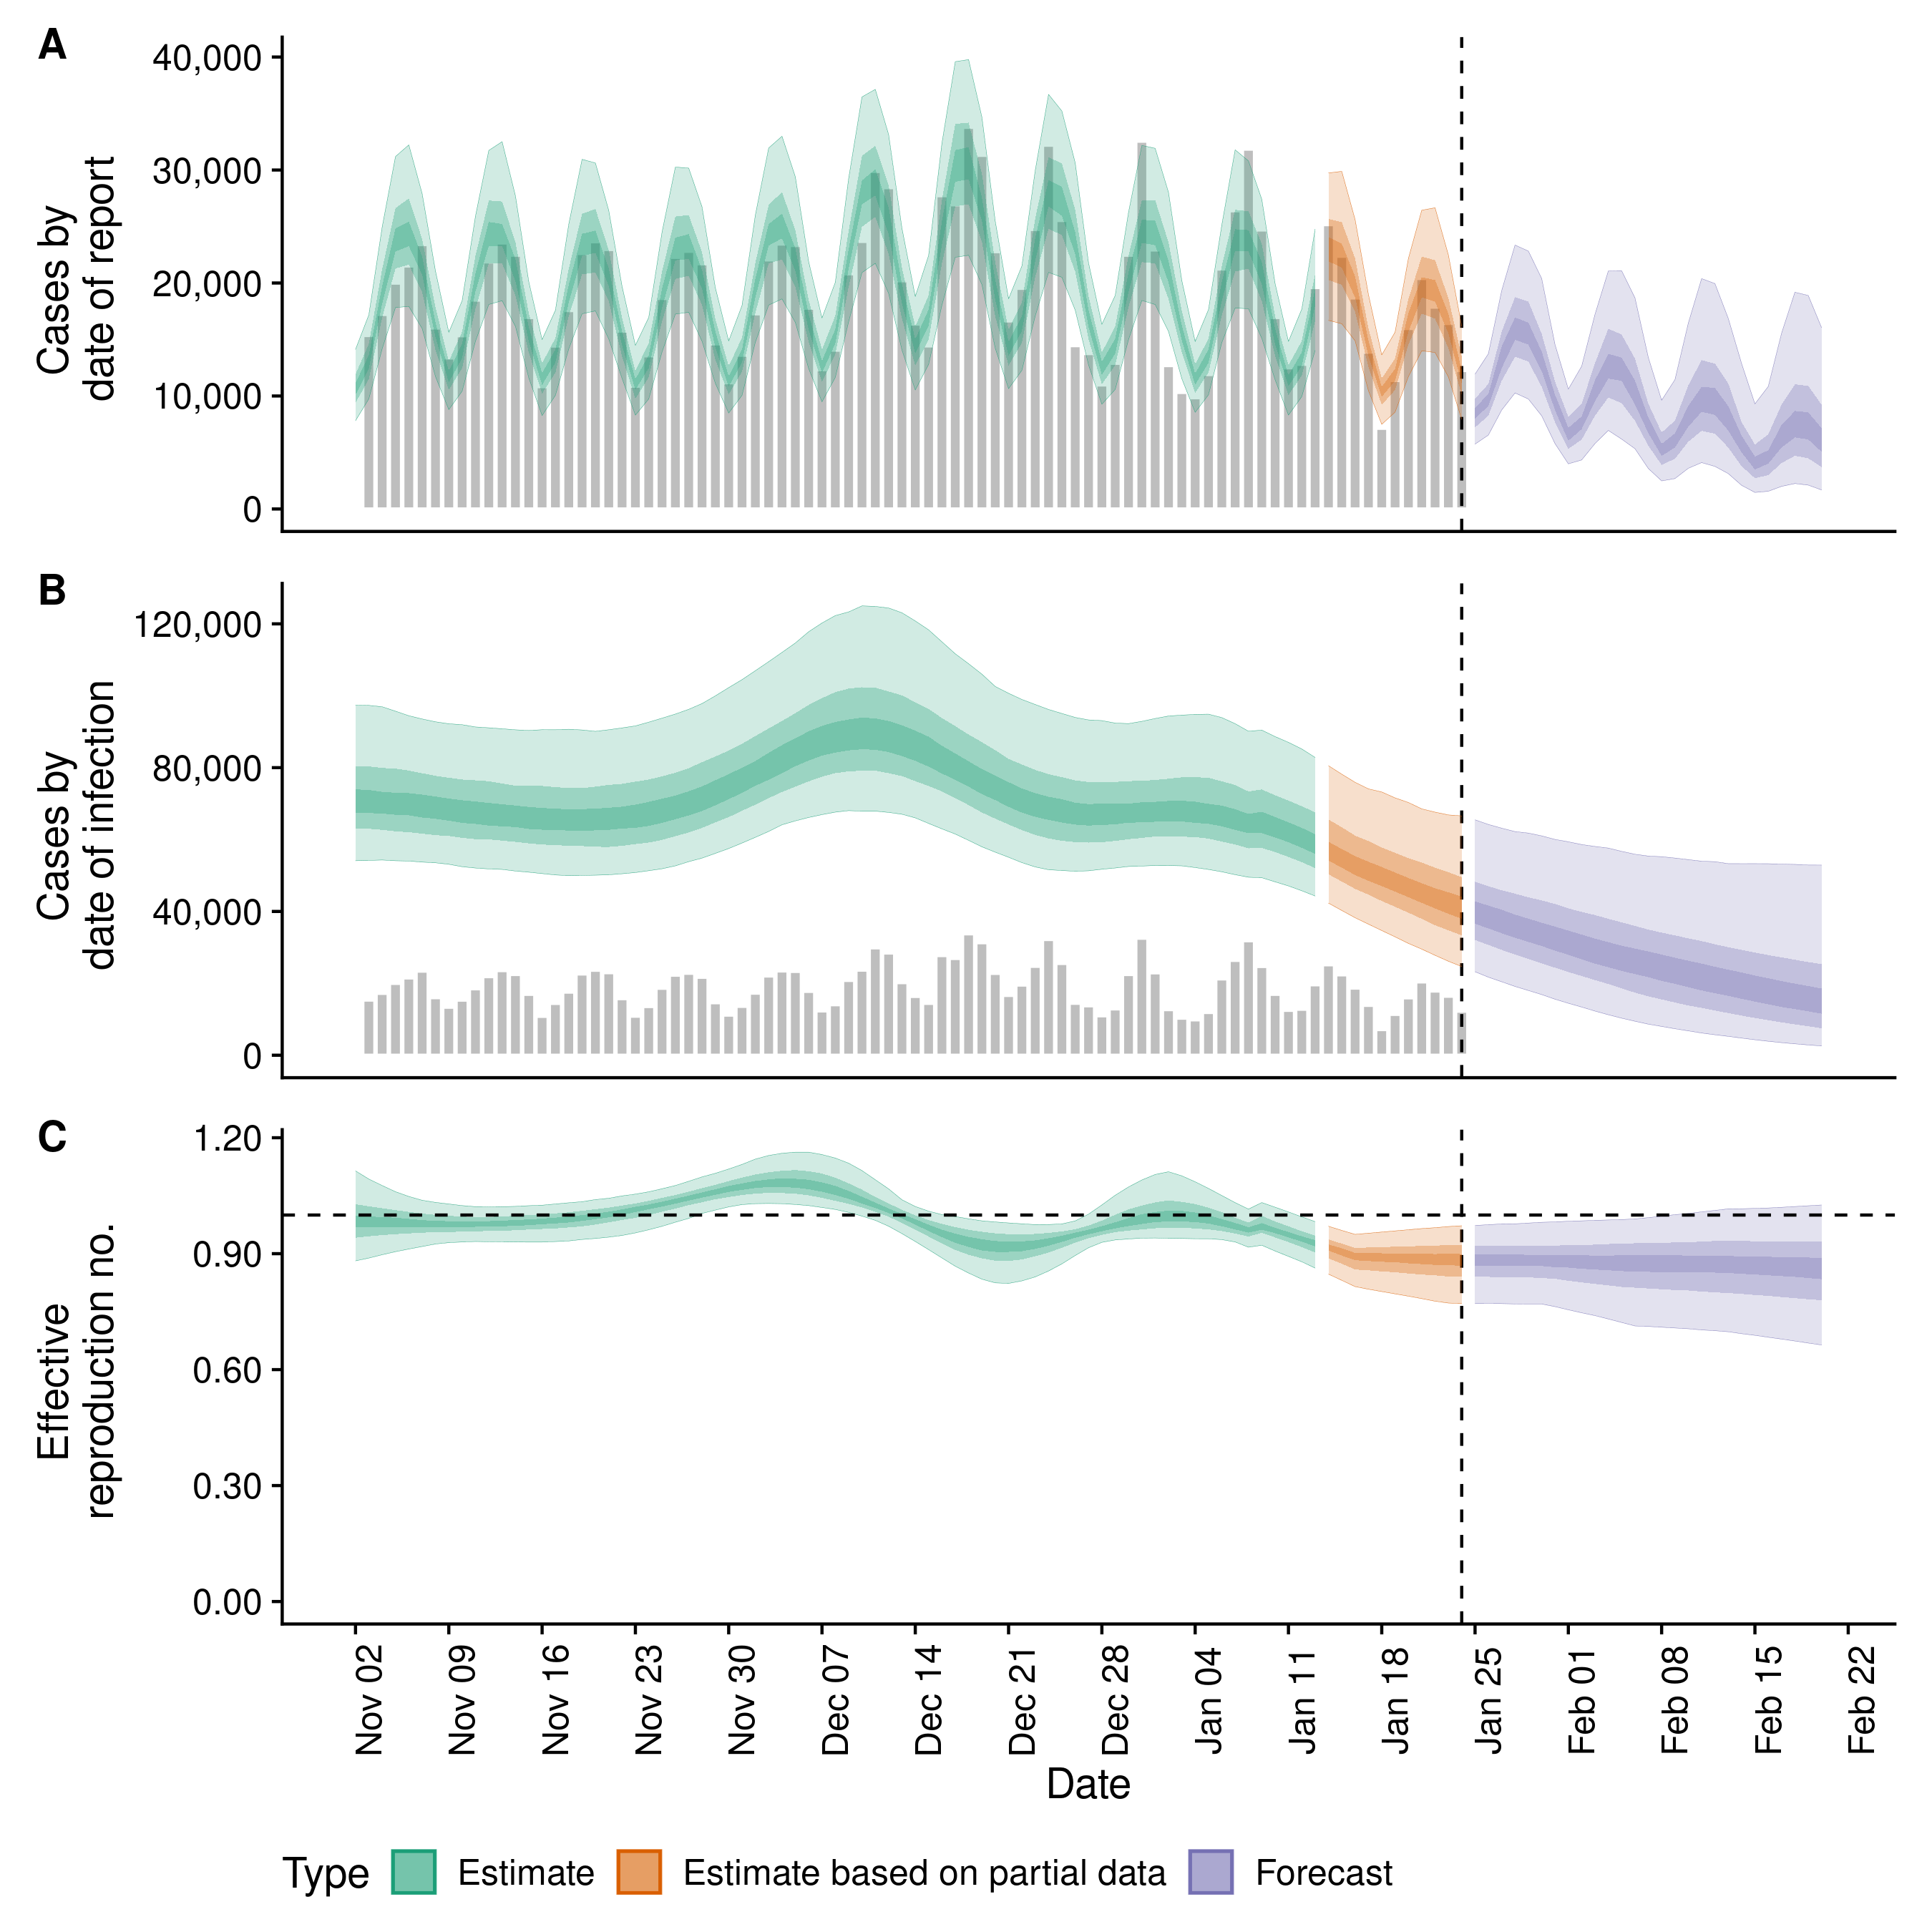 A
Cases by
date of report
40,000
30,000
20,000
10,000
0
B
Cases by
date of infection
120,000
80,000
40,000
0
C
Effective
reproduction no.
1.20
0.90
0.60
0.30
0.00
Nov 02
Nov 09
Nov 16
Nov 23
Nov 30
Dec 07
Dec 14
Dec 21
Dec 28
Jan 04
Jan 11
Jan 18
Jan 25
Feb 01
Feb 08
Feb 15
Feb 22
Date
Type Estimate Estimate based on partial data Forecast